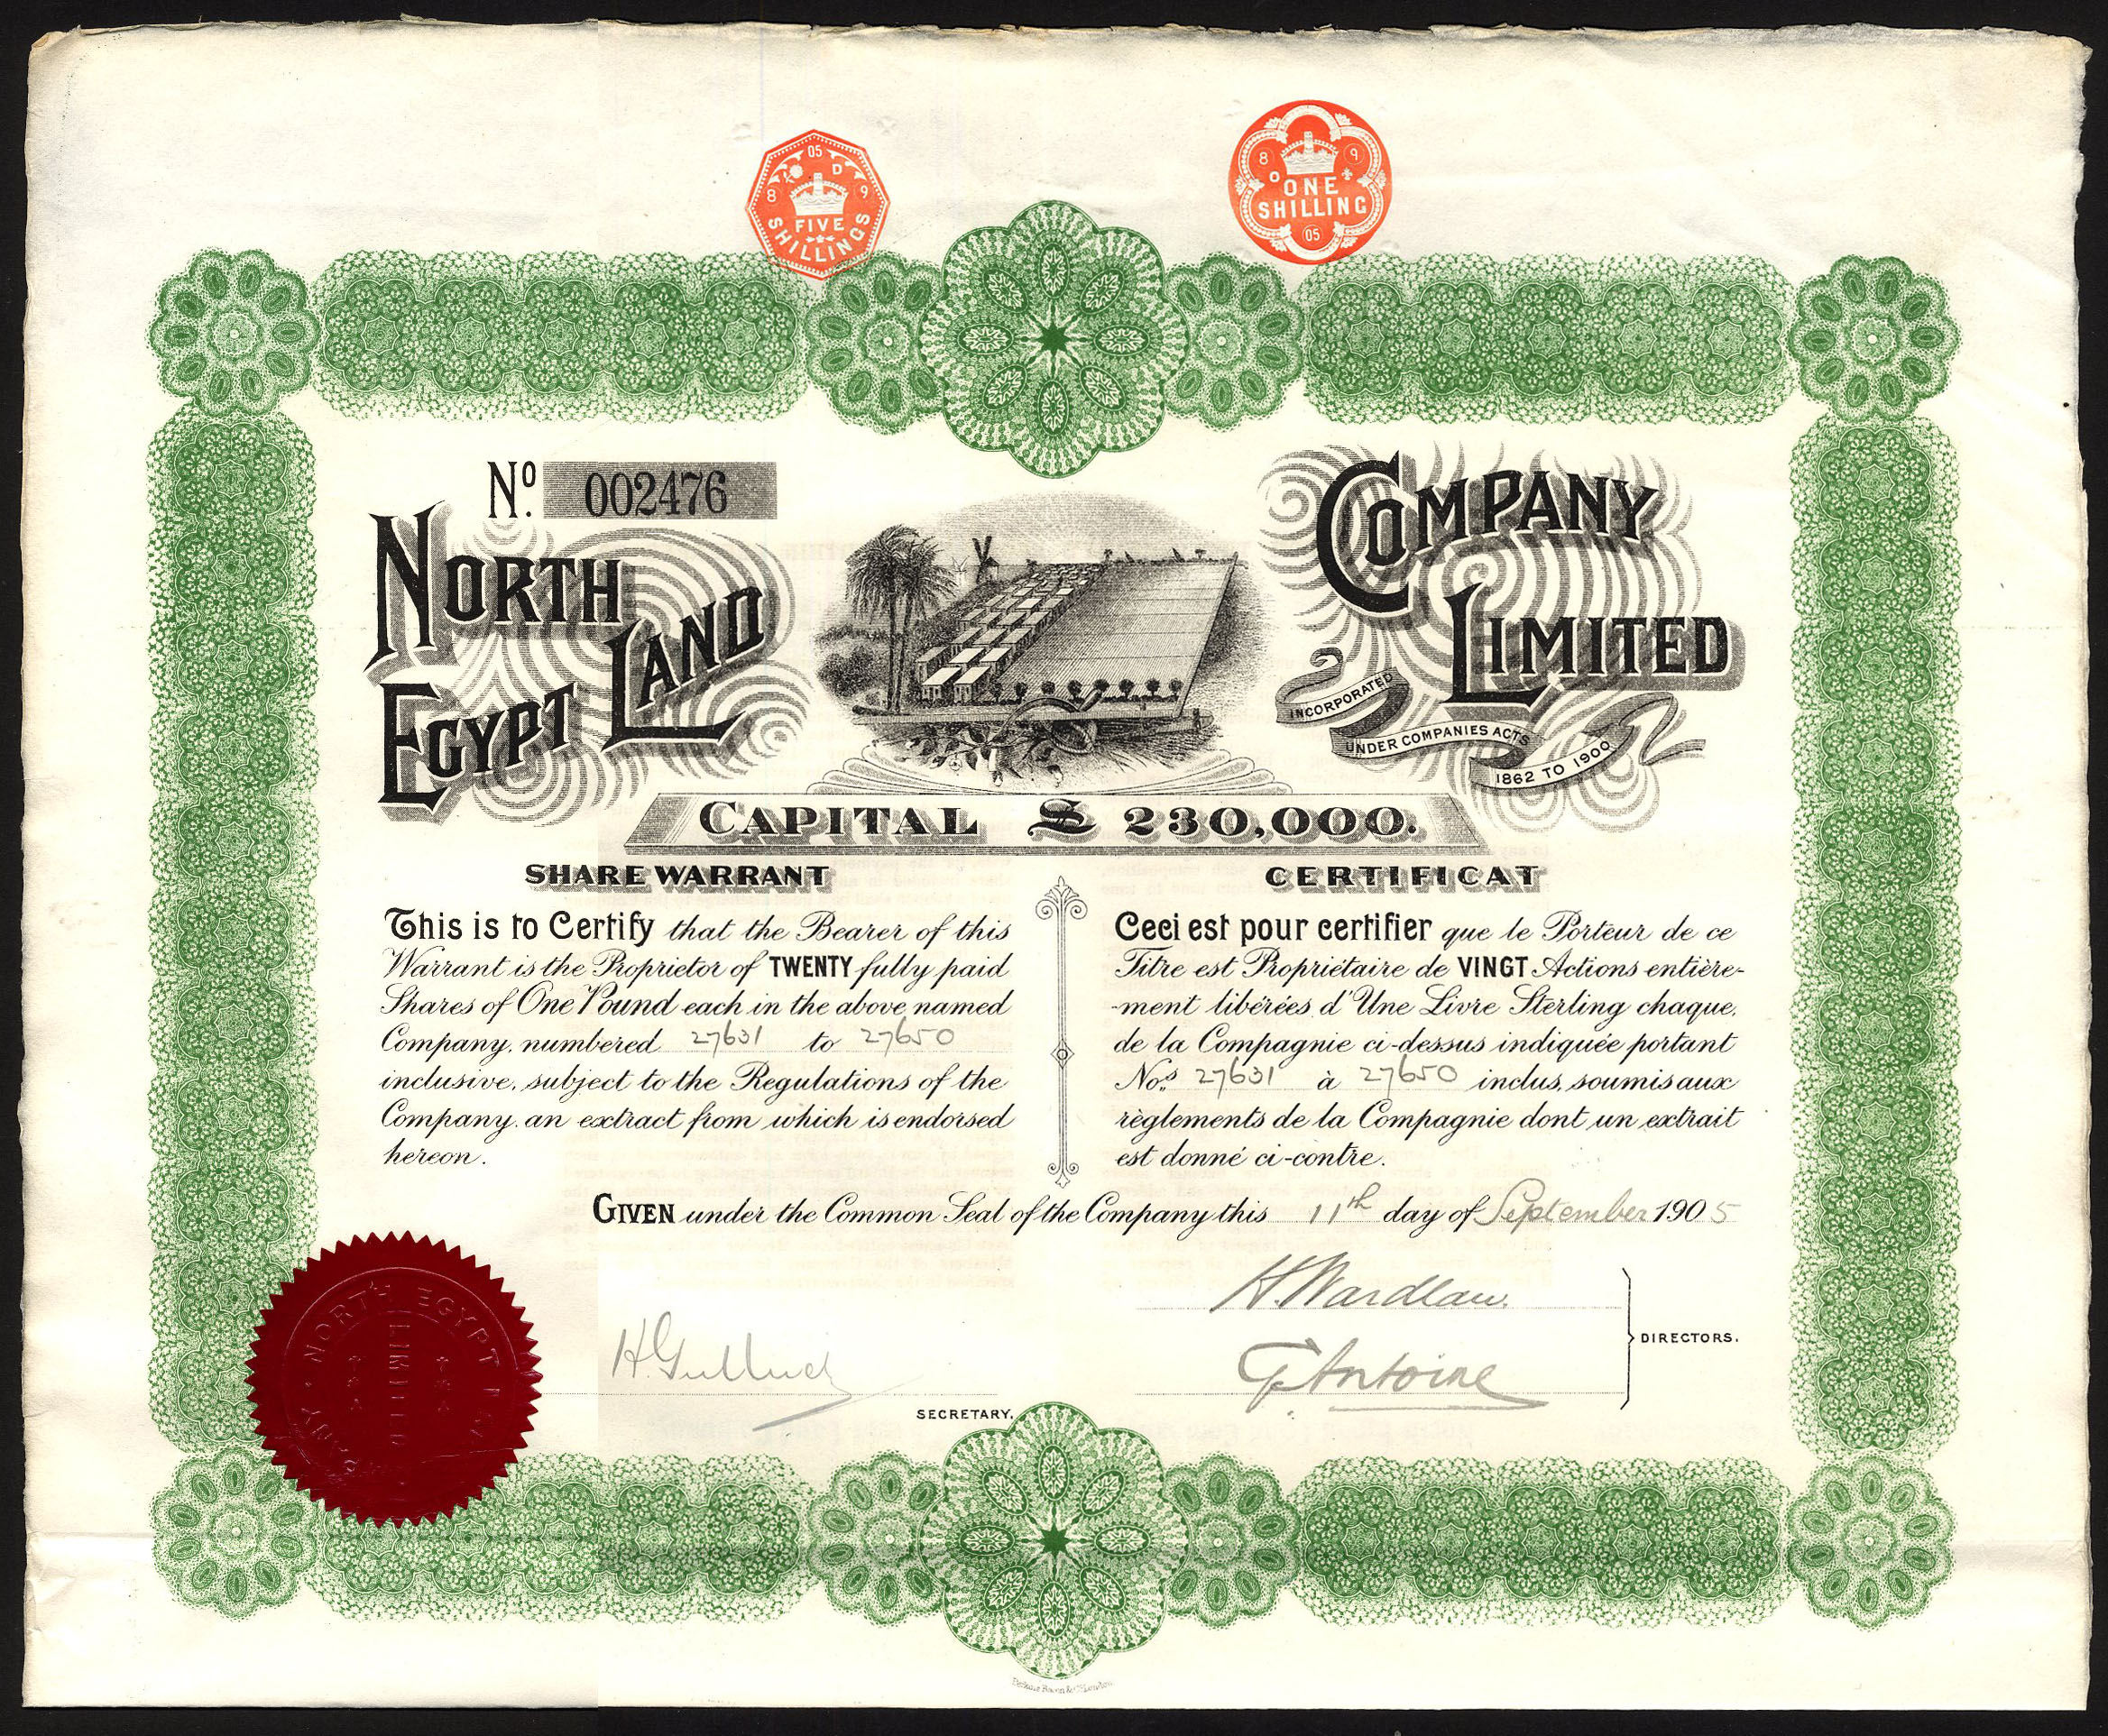 05
D
8 9
FIVE
SHILLINGS
8 9
ONE
SHILLING
05
No. 002476
NORTH
EGYPT LAND
COMPANY
LIMITED
INCORPORATED
UNDER COMPANIES ACTS
1862 TO 1900
CAPITAL £ 230,000.
SHARE WARRANT
This is to Certify that the Bearer of this
Warrant is the Proprietor of TWENTY fully paid
Shares of One Pound each in the above named
Company, numbered 27631 to 27650
inclusive, subject to the Regulations of the
Company, an extract from which is endorsed
hereon.
CERTIFICAT
Ceci est pour certifier que le Porteur de ce
Titre est Propriétaire de VINGT Actions entière-
-ment libérées d'Une Livre Sterling chaque,
de la Compagnie ci-dessus indiquée portant
Nos. 27631 à 27650 inclus, soumis aux
règlements de la Compagnie dont un extrait
est donné ci-contre.
GIVEN under the Common Seal of the Company this 11th day of September 1905
H. Wardlaw.
G. Antoine
DIRECTORS.
SECRETARY.
NORTH EGYPT
LIMITED